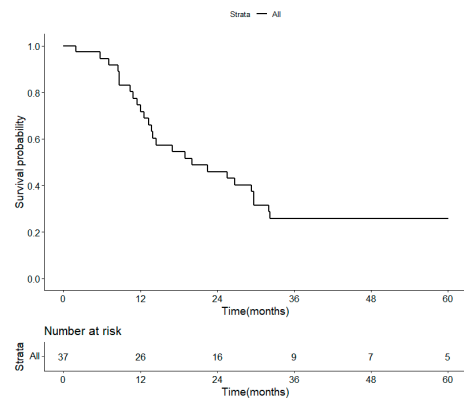 Strata All
1.0
0.8
0.6
0.4
0.2
0.0
Survival probability
0 12 24 36 48 60
Time(months)
Number at risk
Strata
All 37 26 16 9 7 5
0 12 24 36 48 60
Time(months)